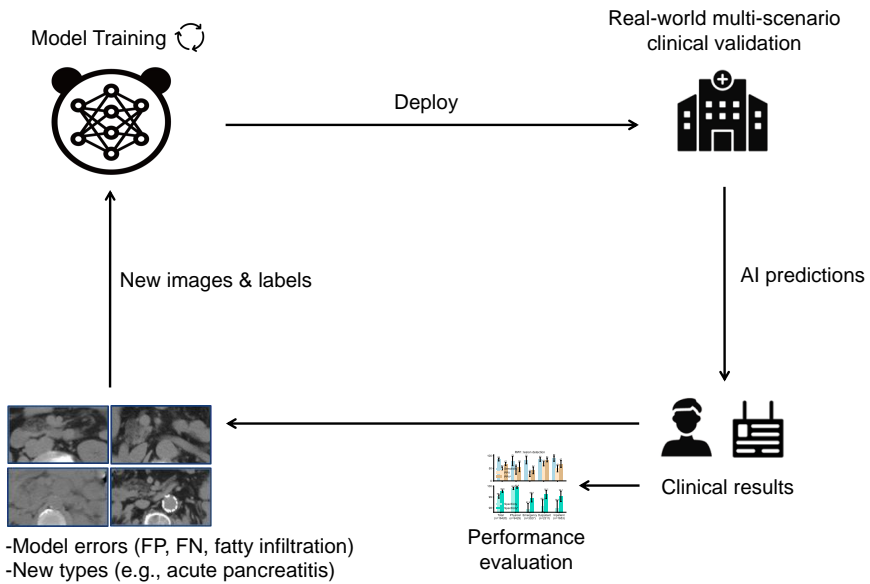 Model Training
Real-world multi-scenario
clinical validation
Deploy
New images & labels
AI predictions
Clinical results
Performance
evaluation
-Model errors (FP, FN, fatty infiltration)
-New types (e.g., acute pancreatitis)